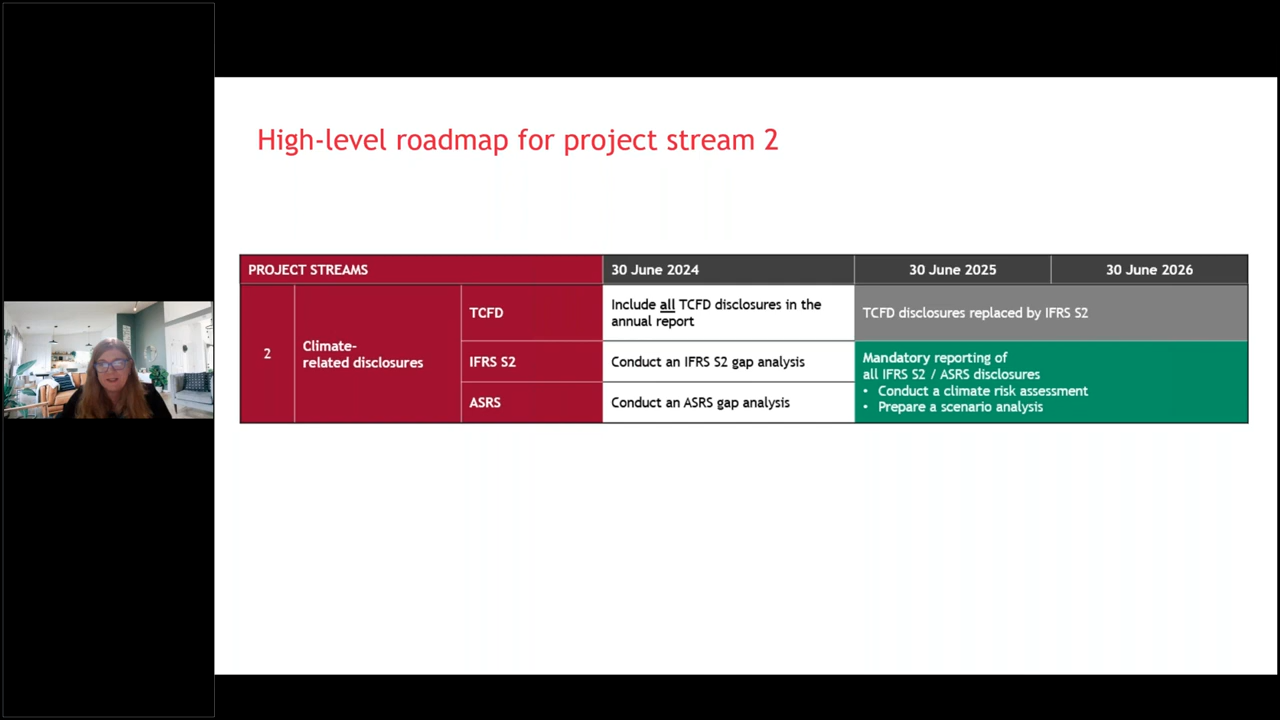 High-level roadmap for project stream 2
PROJECT STREAMS
30 June 2024
30 June 2025
30 June 2026
2
Climate-
related disclosures
TCFD
Include all TCFD disclosures in the
annual report
TCFD disclosures replaced by IFRS S2
IFRS S2
Conduct an IFRS S2 gap analysis
Mandatory reporting of
all IFRS S2 / ASRS disclosures
• Conduct a climate risk assessment
• Prepare a scenario analysis
ASRS
Conduct an ASRS gap analysis